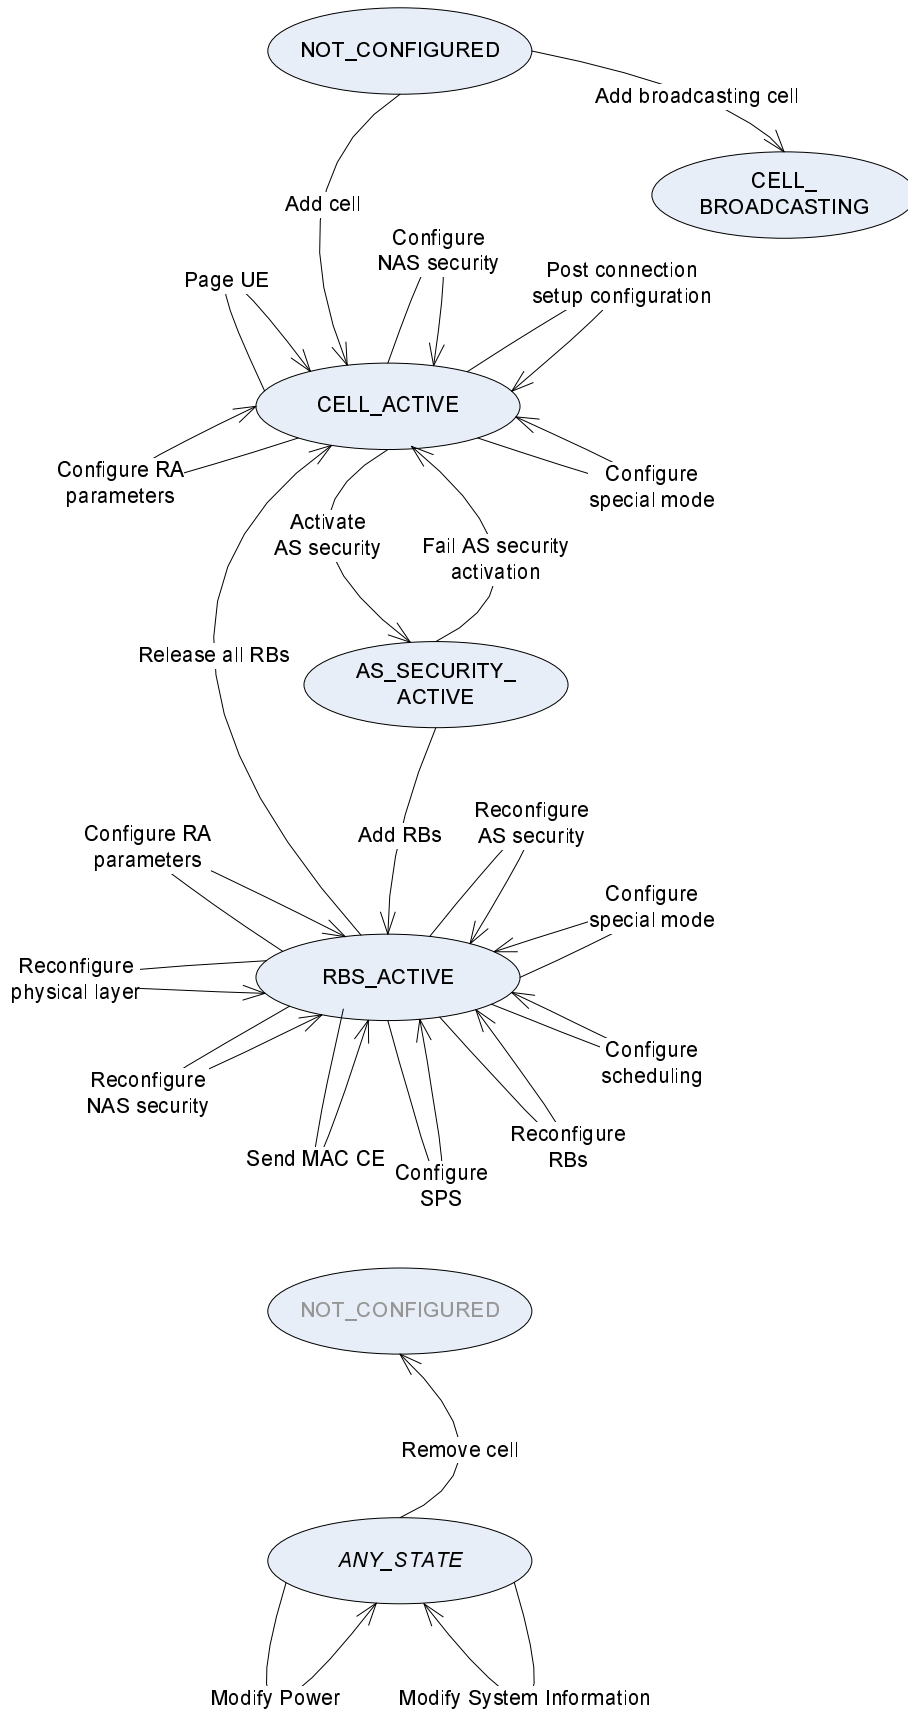 NOT_CONFIGURED
Add broadcasting cell
CELL_
BROADCASTING
Add cell
Configure
NAS security
Post connection
setup configuration
Page UE
CELL_ACTIVE
Configure RA
parameters
Configure
special mode
Activate
AS security
Fail AS security
activation
Release all RBs
AS_SECURITY_
ACTIVE
Add RBs
Reconfigure
AS security
Configure RA
parameters
Configure
special mode
Reconfigure
physical layer
RBS_ACTIVE
Configure
scheduling
Reconfigure
NAS security
Send MAC CE
Configure
SPS
Reconfigure
RBs
NOT_CONFIGURED
Remove cell
ANY_STATE
Modify Power
Modify System Information